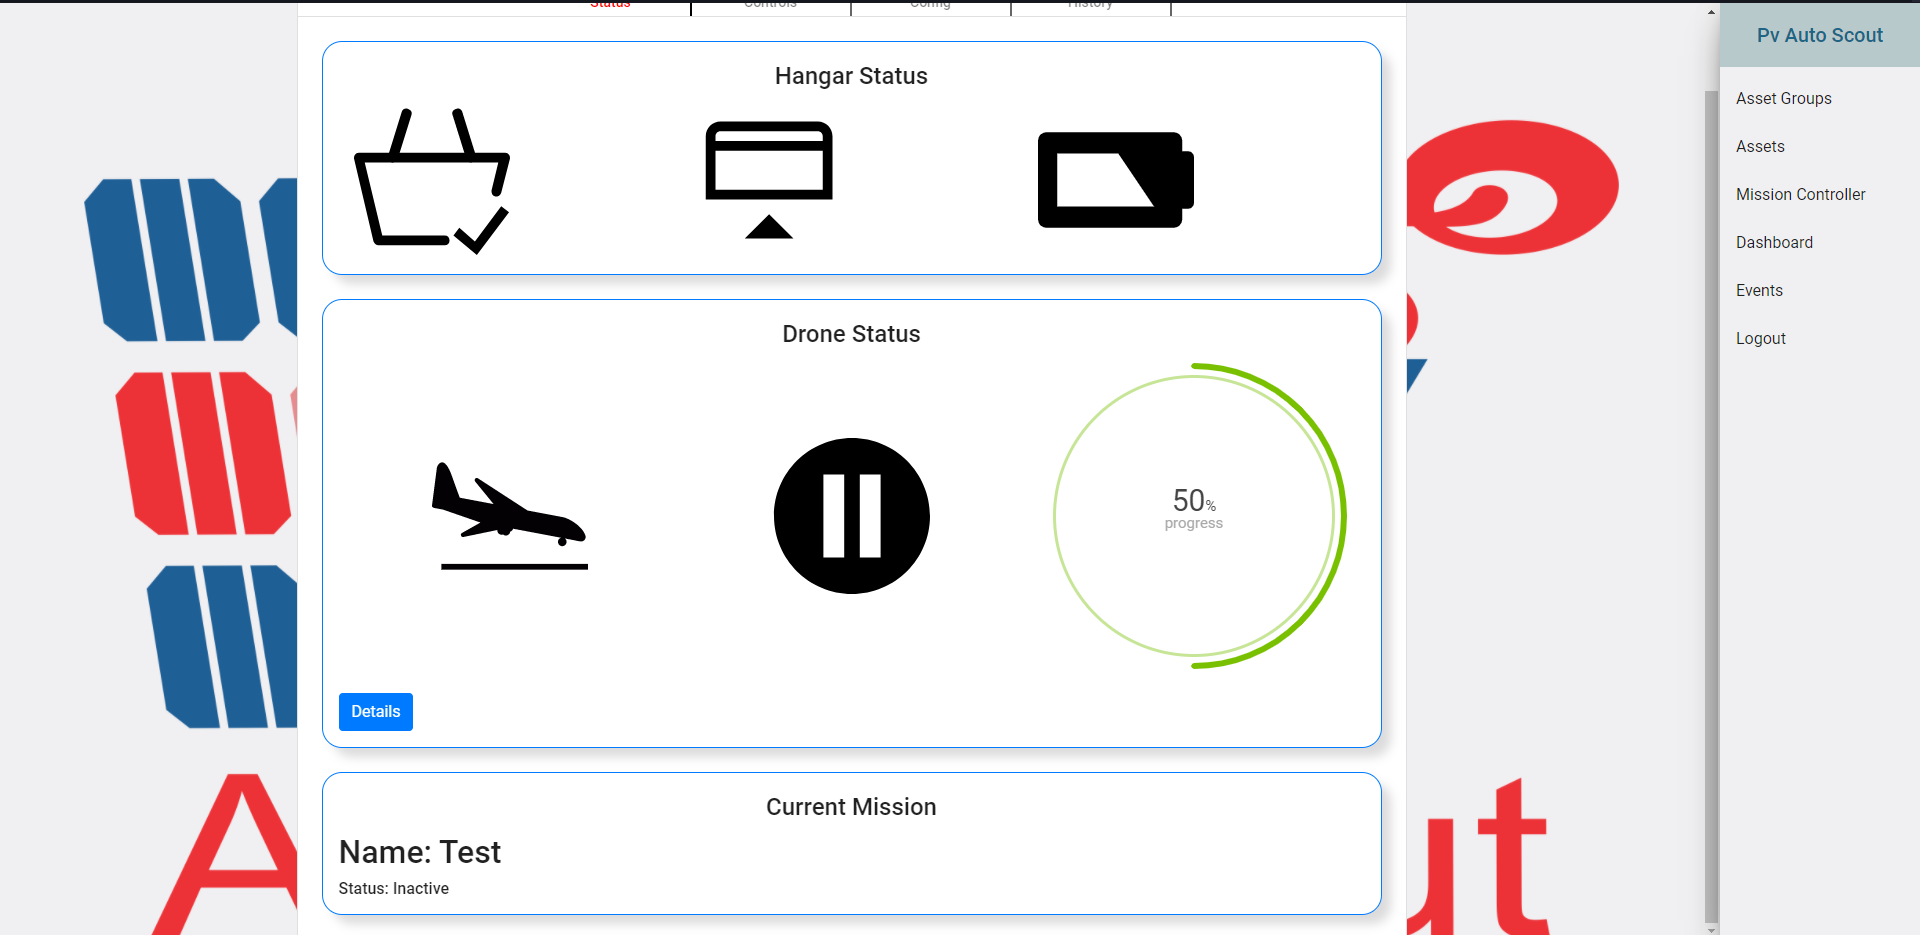 Status
Controls
Config
History
Pv Auto Scout
Asset Groups
Assets
Mission Controller
Dashboard
Events
Logout
Hangar Status
Drone Status
50%
progress
Details
Current Mission
Name: Test
Status: Inactive
A
ut